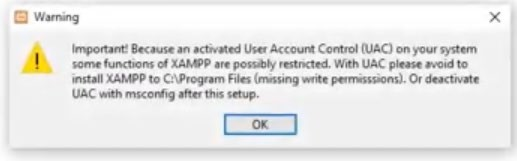 Warning
Important! Because an activated User Account Control (UAC) on your system
some functions of XAMPP are possibly restricted. With UAC please avoid to
install XAMPP to C:\Program Files (missing write permisssions). Or deactivate
UAC with msconfig after this setup.
OK